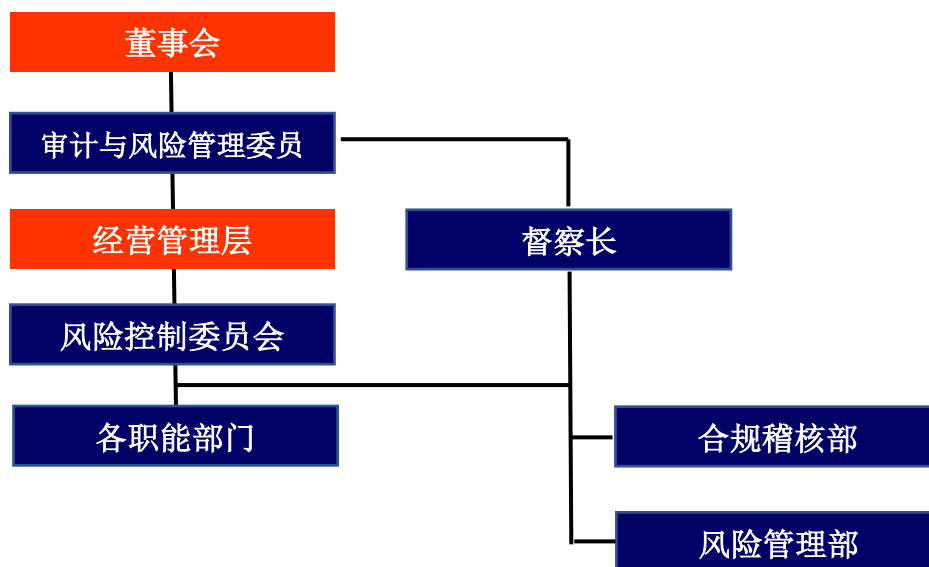 董事会
审计与风险管理委员
经营管理层
督察长
风险控制委员会
各职能部门
合规稽核部
风险管理部